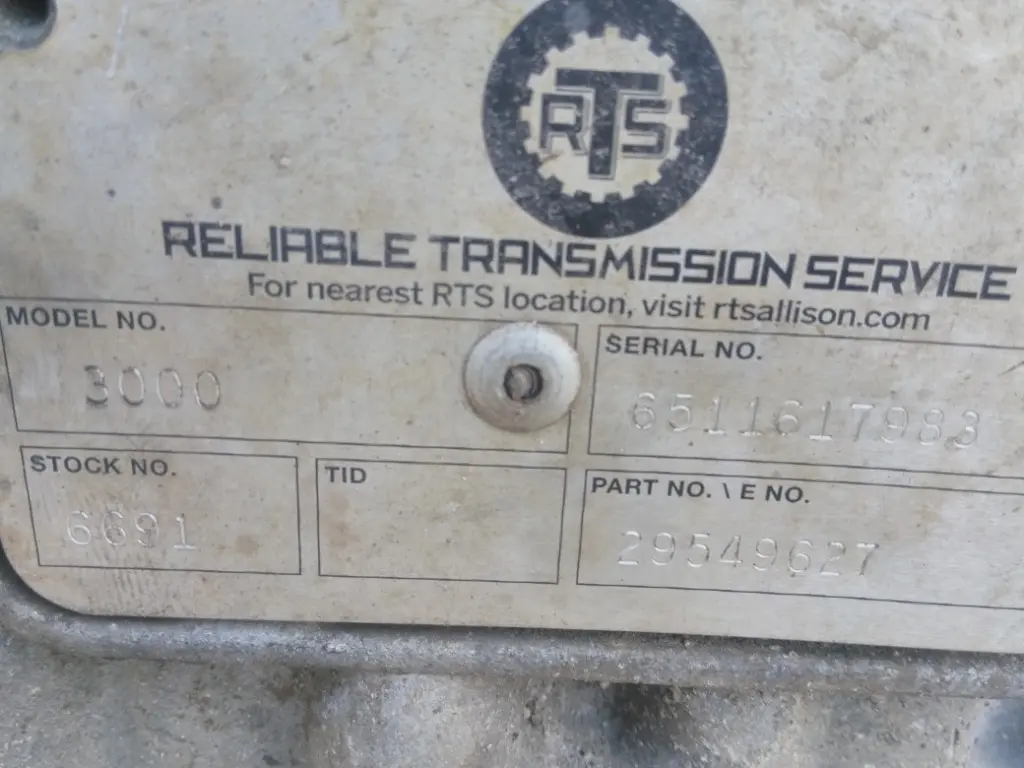 RTS
RELIABLE TRANSMISSION SERVICE
For nearest RTS location, visit rtsallison.com
MODEL NO.
3000
SERIAL NO.
6511617983
STOCK NO.
6691
TID
PART NO. \ E NO.
29549627